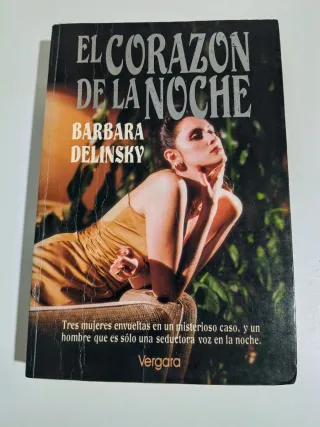 EL CORAZON
DE LA NOCHE
BARBARA
DELINSKY
Tres mujeres envueltas en un misterioso caso, y un
hombre que es sólo una seductora voz en la noche.
Vergara